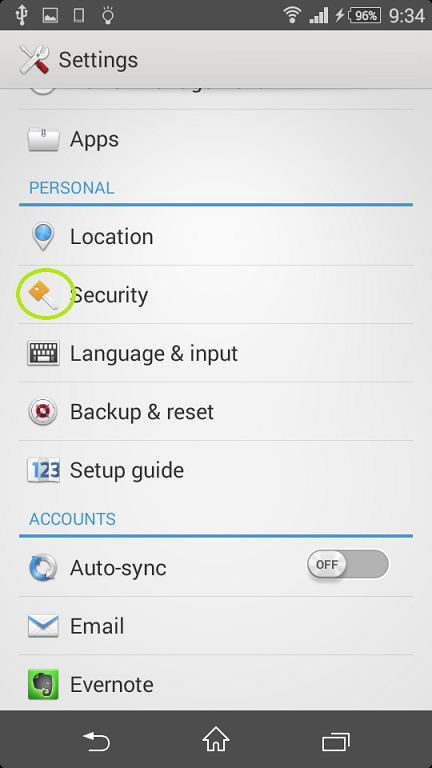 96% 9:34
Settings
Apps
PERSONAL
Location
Security
Language & input
Backup & reset
123 Setup guide
ACCOUNTS
Auto-sync OFF
Email
Evernote